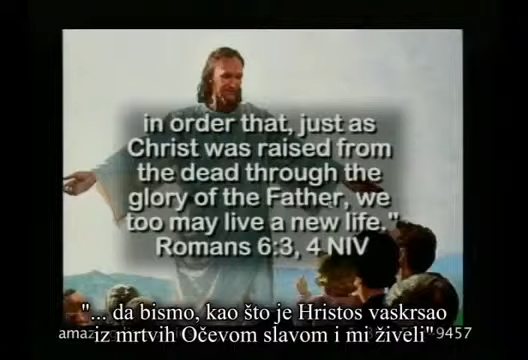 in order that, just as
Christ was raised from
the dead through the
glory of the Father, we
too may live a new life."
Romans 6:3, 4 NIV
"... da bismo, kao što je Hristos vaskrsao
iz mrtvih Očevom slavom i mi živeli"
9457